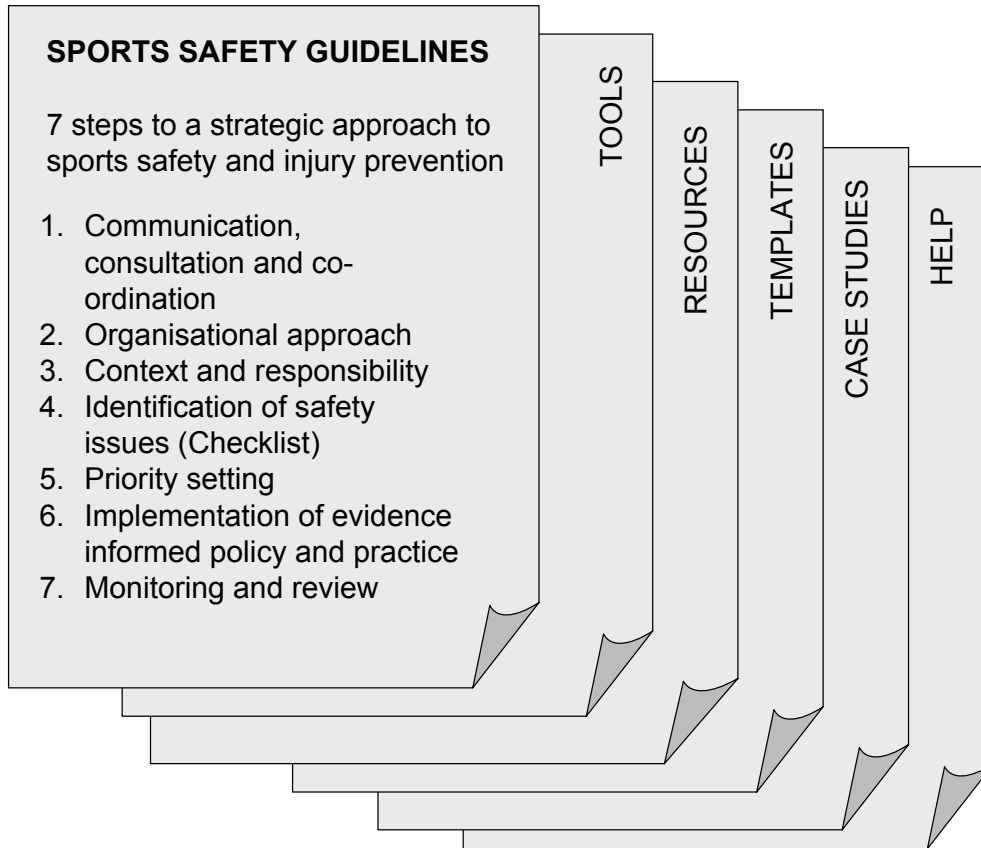 SPORTS SAFETY GUIDELINES
7 steps to a strategic approach to
sports safety and injury prevention
1. Communication,
consultation and co-
ordination
2. Organisational approach
3. Context and responsibility
4. Identification of safety
issues (Checklist)
5. Priority setting
6. Implementation of evidence
informed policy and practice
7. Monitoring and review
TOOLS
RESOURCES
TEMPLATES
CASE STUDIES
HELP